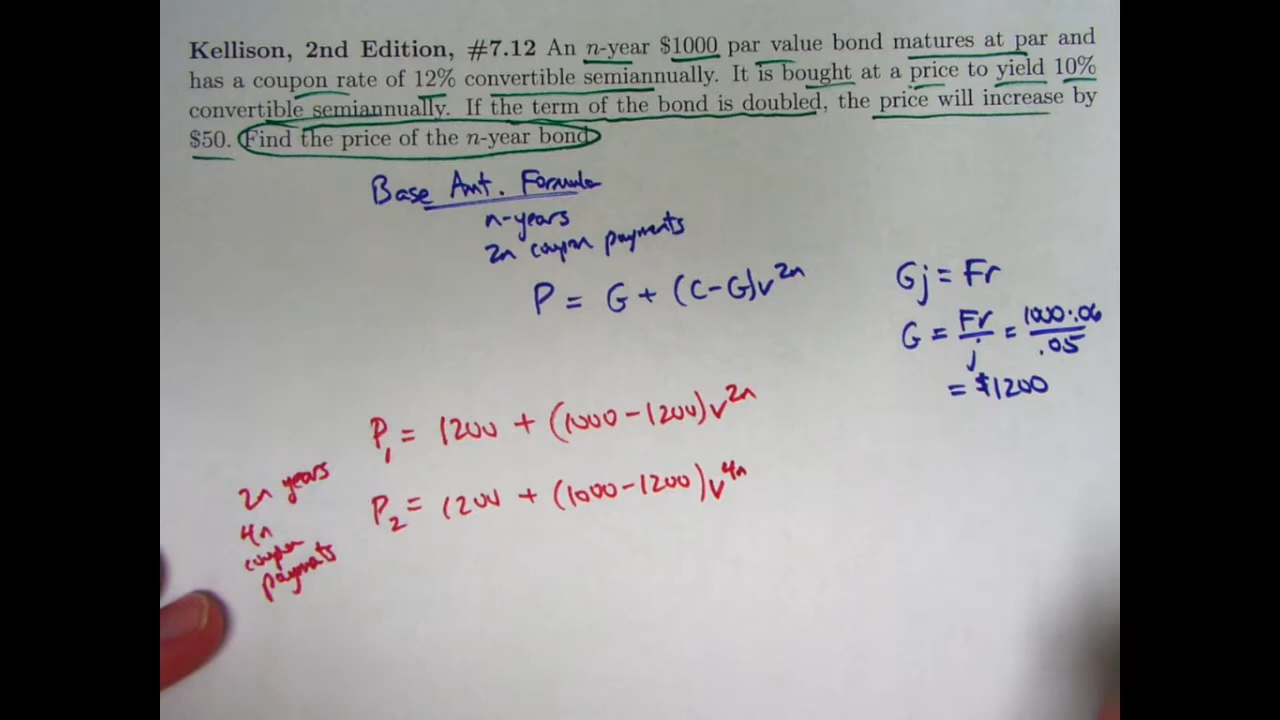 Kellison, 2nd Edition, #7.12 An n-year $1000 par value bond matures at par and
has a coupon rate of 12% convertible semiannually. It is bought at a price to yield 10%
convertible semiannually. If the term of the bond is doubled, the price will increase by
$50. Find the price of the n-year bond
Base Amt. Formula
n-years
2n coupon payments
P = G + (C-G)v^2n
Gj = Fr
G = Fr/j = 1000·.06/.05
= $1200
P₁ = 1200 + (1000-1200)v^2n
2n years
4n
coupon
payments
P₂ = 1200 + (1000-1200)v^4n